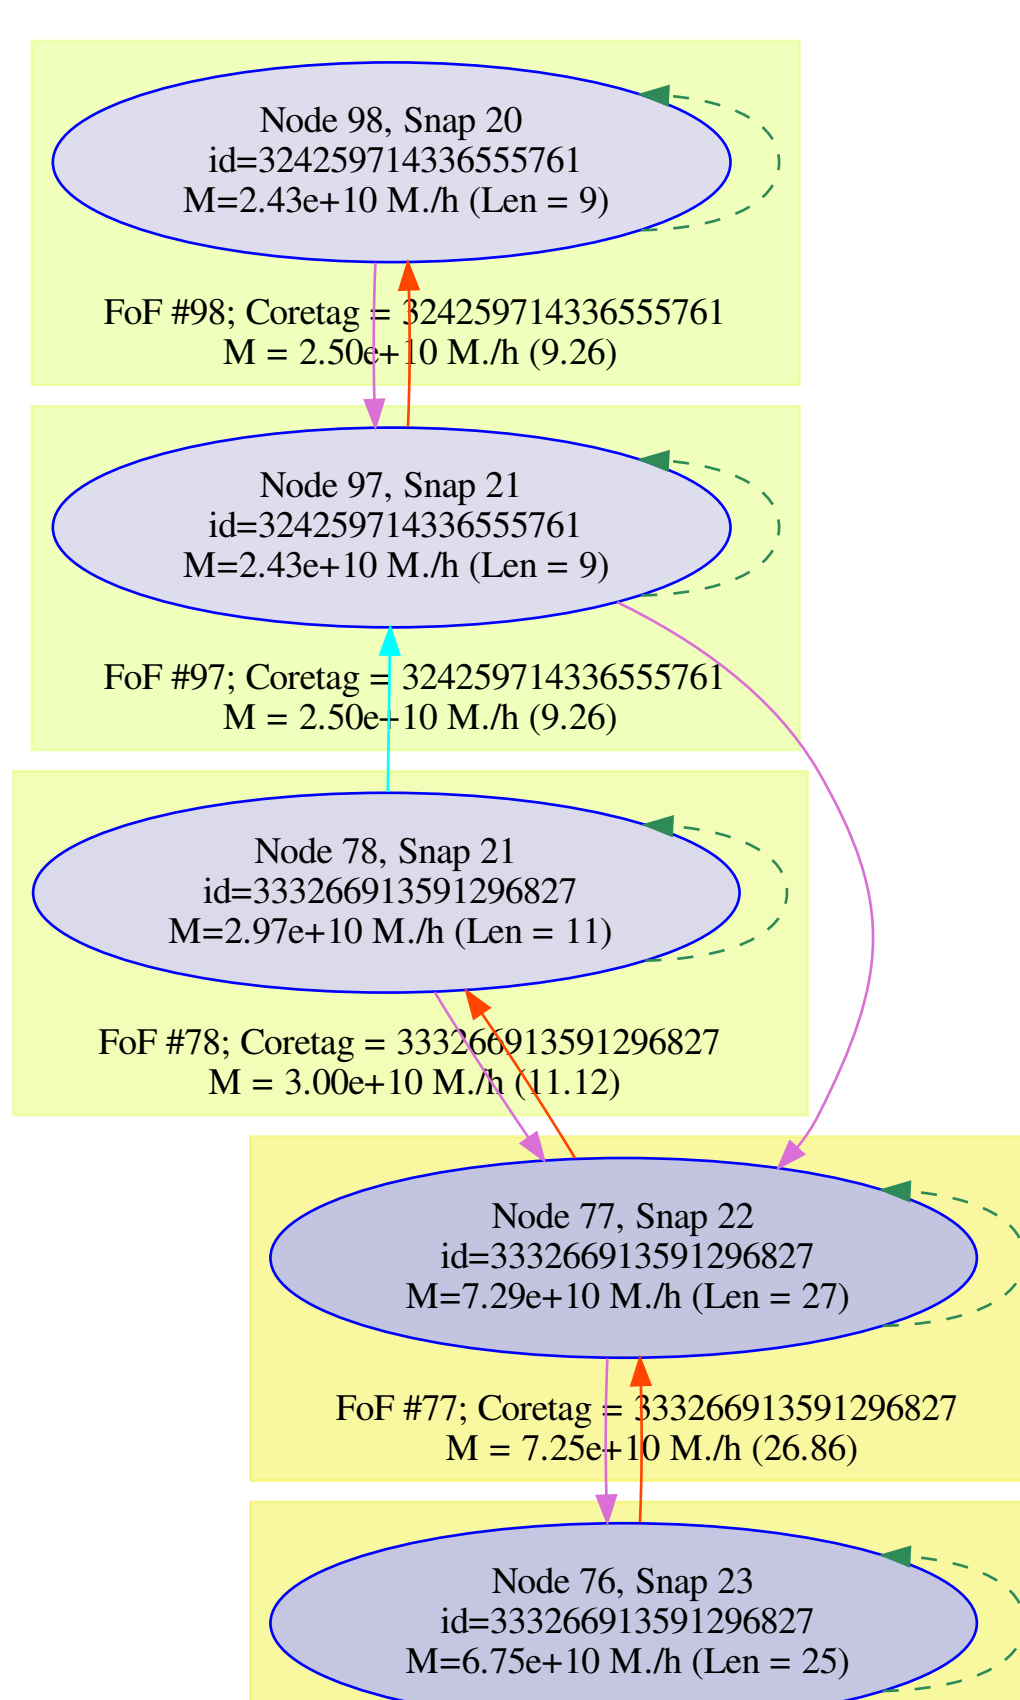 Node 98, Snap 20
id=324259714336555761
M=2.43e+10 M./h (Len = 9)
FoF #98; Coretag = 324259714336555761
M = 2.50e+10 M./h (9.26)
Node 97, Snap 21
id=324259714336555761
M=2.43e+10 M./h (Len = 9)
FoF #97; Coretag = 324259714336555761
M = 2.50e+10 M./h (9.26)
Node 78, Snap 21
id=333266913591296827
M=2.97e+10 M./h (Len = 11)
FoF #78; Coretag = 333266913591296827
M = 3.00e+10 M./h (11.12)
Node 77, Snap 22
id=333266913591296827
M=7.29e+10 M./h (Len = 27)
FoF #77; Coretag = 333266913591296827
M = 7.25e+10 M./h (26.86)
Node 76, Snap 23
id=333266913591296827
M=6.75e+10 M./h (Len = 25)